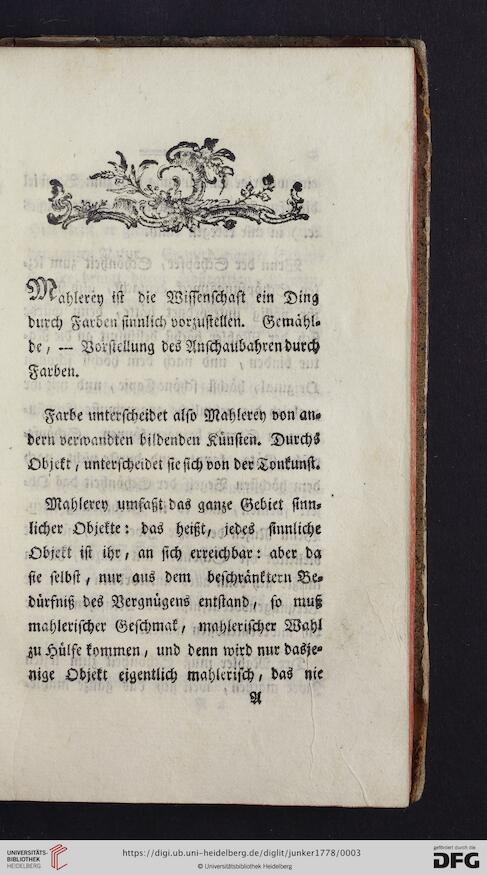 Mahlerey ist die Wissenschaft ein Ding
durch Farben sinnlich vorzustellen. Gemähl-
de, — Vorstellung des Anschaubahren durch
Farben.
Farbe unterscheidet also Mahlerey von an-
dern verwandten bildenden Künsten. Durchs
Objekt, unterscheidet sie sich von der Tonkunst.
Mahlerey umfaßt das ganze Gebiet sinn-
licher Objekte: das heißt, jedes sinnliche
Objekt ist ihr, an sich erreichbar: aber da
sie selbst, nur aus dem beschränktern Be-
dürfniß des Vergnügens entstand, so muß
mahlerischer Geschmak, mahlerischer Wahl
zu Hülfe kommen, und denn wird nur dasje-
nige Objekt eigentlich mahlerisch, das nie
A
UNIVERSITÄTS-
BIBLIOTHEK
HEIDELBERG
https://digi.ub.uni-heidelberg.de/diglit/junker1778/0003
© Universitätsbibliothek Heidelberg
gefördert durch die
DFG